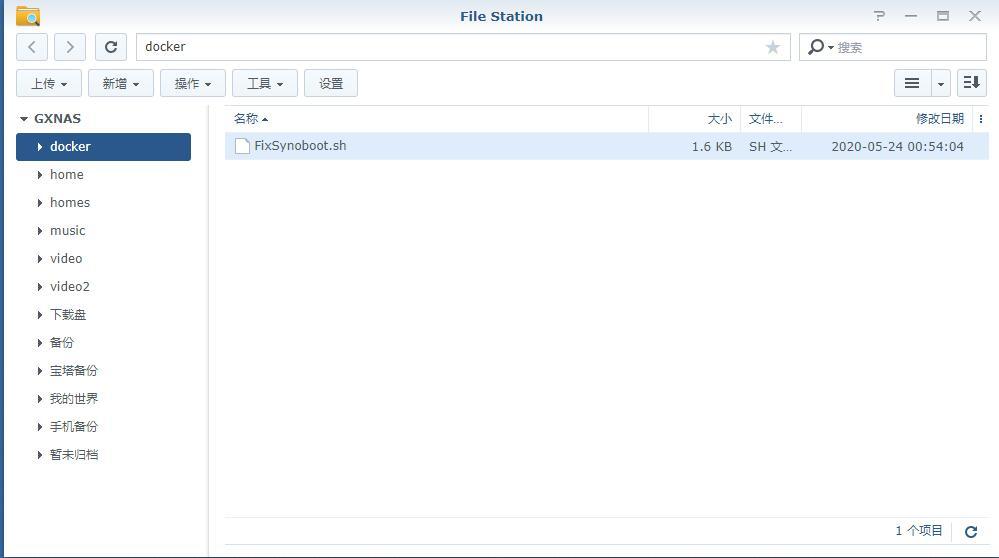 File Station
docker
搜索
上传 新增 操作 工具 设置
GXNAS
docker
home
homes
music
video
video2
下载盘
备份
宝塔备份
我的世界
手机备份
暂未归档
名称 大小 文件... 修改日期
FixSynoboot.sh 1.6 KB SH 文... 2020-05-24 00:54:04
1 个项目